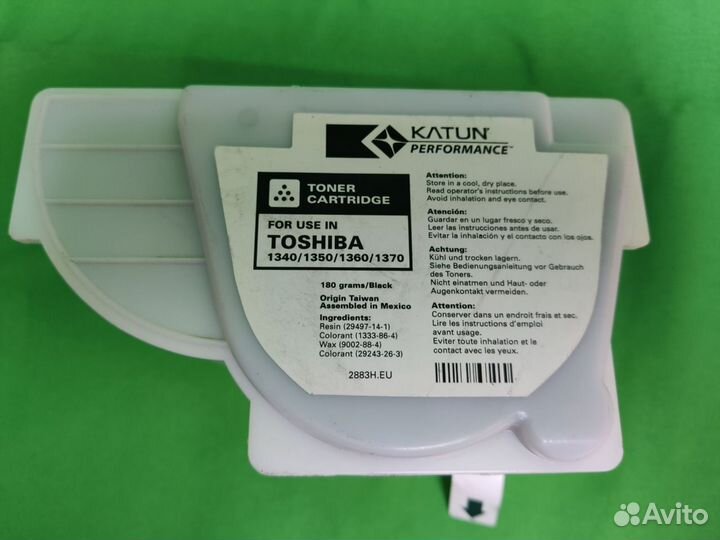 KATUN
PERFORMANCE™
TONER
CARTRIDGE
FOR USE IN
TOSHIBA
1340/1350/1360/1370
180 grams/Black
Origin Taiwan
Assembled in Mexico
Ingredients:
Resin (29497-14-1)
Colorant (1333-86-4)
Wax (9002-88-4)
Colorant (29243-26-3)
2883H.EU
Attention:
Store in a cool, dry place.
Read operator's instructions before use.
Avoid inhalation and eye contact.
Atención:
Guardar en un lugar fresco y seco.
Leer las instrucciones antes de usar.
Evitar la inhalación y el contacto con los ojos.
Achtung:
Kühl und trocken lagern.
Siehe Bedienungsanleitung vor Gebrauch
des Toners.
Nicht einatmen und Haut- oder
Augenkontakt vermeiden.
Attention:
Conserver dans un endroit frais et sec.
Lire les instructions d'emploi
avant usage.
Eviter toute inhalation et le
contact avec les yeux.
Avito